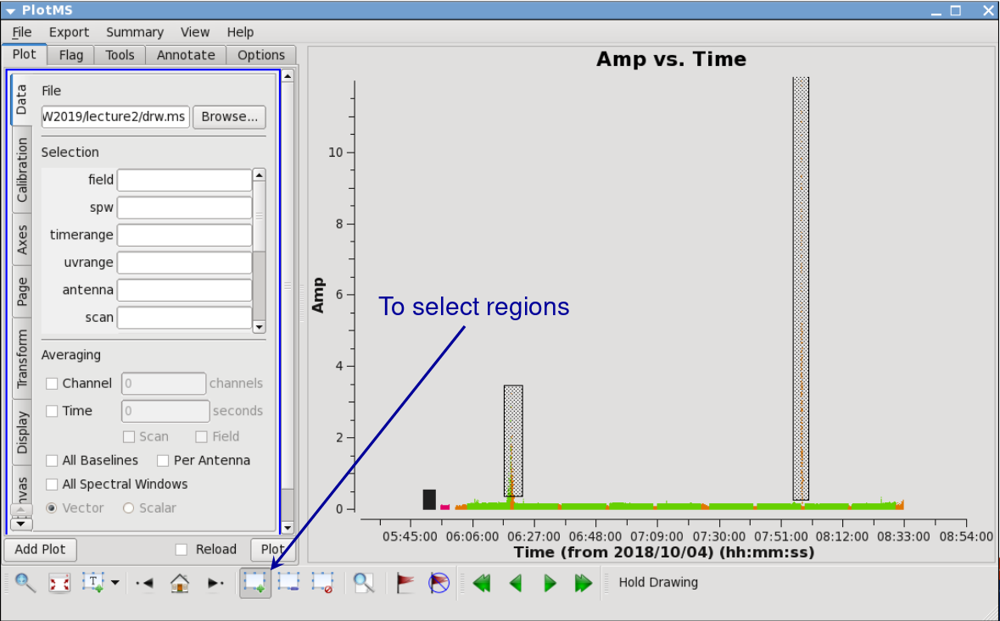 PlotMS
File Export Summary View Help
Plot Flag Tools Annotate Options
Data
Calibration
Axes
Page
Transform
Display
nvas
File
W2019/lecture2/drw.ms Browse...
Selection
field
spw
timerange
uvrange
antenna
scan
Averaging
Channel 0 channels
Time 0 seconds
Scan Field
All Baselines Per Antenna
All Spectral Windows
Vector Scalar
Add Plot Reload Plot
Amp vs. Time
Amp
10
8
6
4
2
0
To select regions
05:45:00 06:06:00 06:27:00 06:48:00 07:09:00 07:30:00 07:51:00 08:12:00 08:33:00 08:54:00
Time (from 2018/10/04) (hh:mm:ss)
T
Hold Drawing